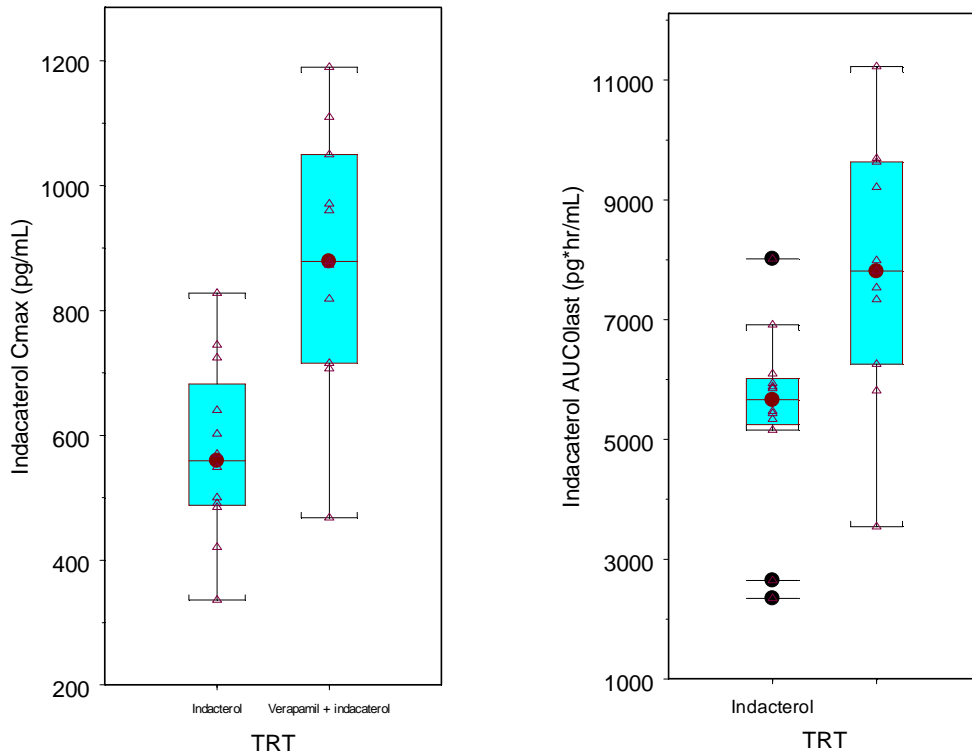 Indacaterol Cmax (pg/mL)
1200
1000
800
600
400
200
Indacterol
Verapamil + indacaterol
TRT
Indacaterol AUC0last (pg*hr/mL)
11000
9000
7000
5000
3000
1000
Indacterol
TRT